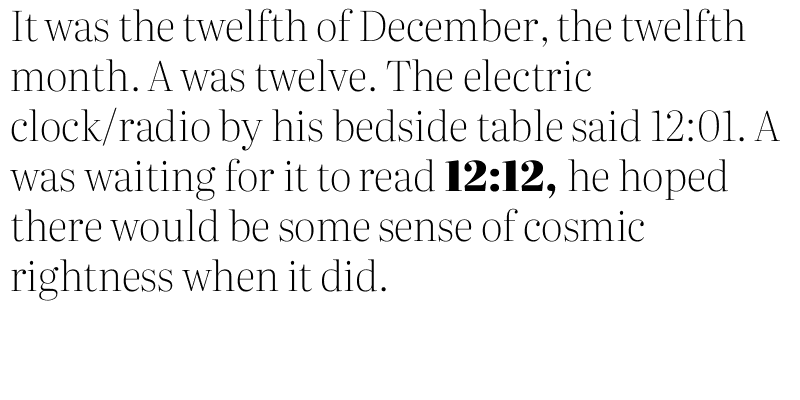 It was the twelfth of December, the twelfth
month. A was twelve. The electric
clock/radio by his bedside table said 12:01. A
was waiting for it to read 12:12, he hoped
there would be some sense of cosmic
rightness when it did.